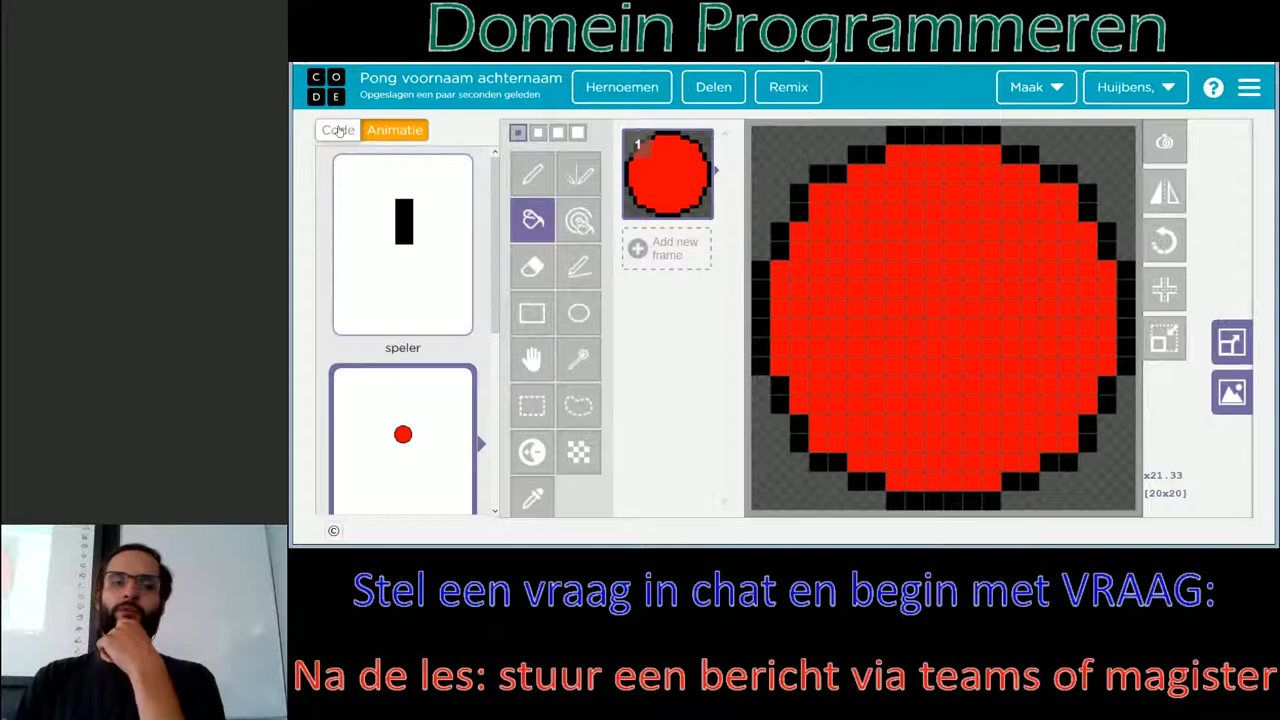 Domein Programmeren
C O
D E
Pong voornaam achternaam
Opgeslagen een paar seconden geleden
Hernoemen
Delen
Remix
Maak
Huijbens,
?
Code
Animatie
1
Add new
frame
speler
x21.33
[20x20]
©
Stel een vraag in chat en begin met VRAAG:
Na de les: stuur een bericht via teams of magister